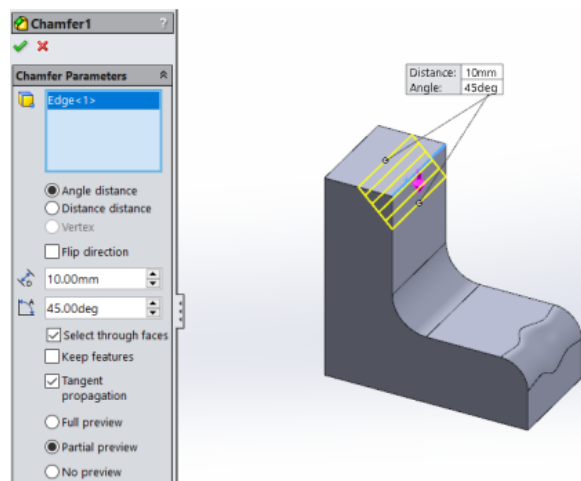 Chamfer1 ?
Chamfer Parameters
Edge<1>
Angle distance
Distance distance
Vertex
Flip direction
10.00mm
45.00deg
Select through faces
Keep features
Tangent
propagation
Full preview
Partial preview
No preview
Distance: 10mm
Angle: 45deg